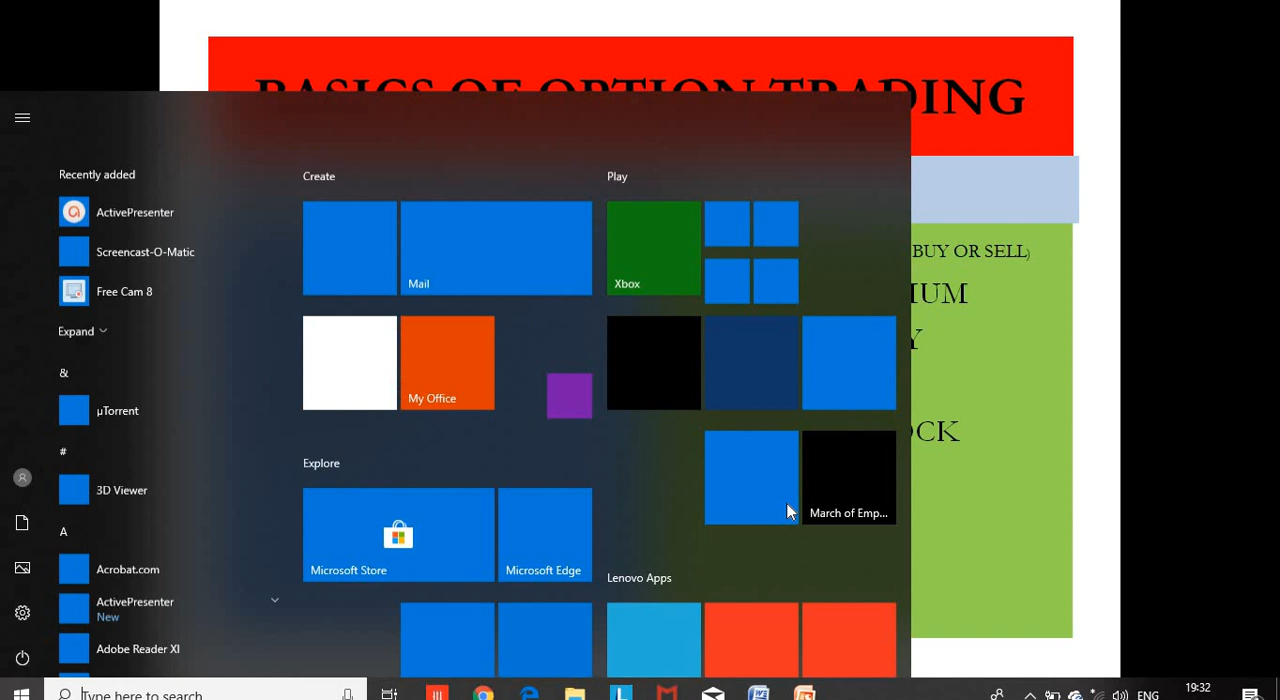 BASICS OF OPTION TRADING
BUY OR SELL)
Recently added
ActivePresenter
Screencast-O-Matic
Free Cam 8
Expand
&
µTorrent
#
3D Viewer
A
Acrobat.com
ActivePresenter
New
Adobe Reader XI
Create
Mail
My Office
Explore
Microsoft Store
Microsoft Edge
Play
Xbox
March of Emp...
Lenovo Apps
Type here to search
ENG
19:32